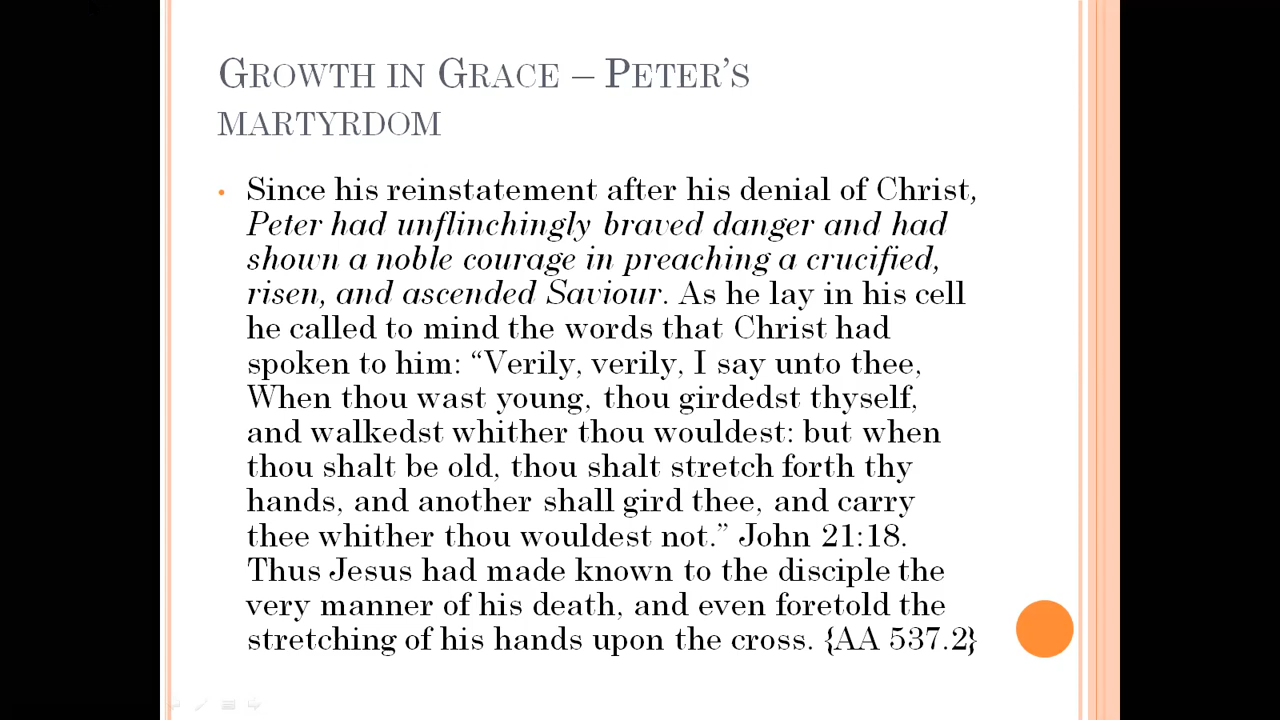 GROWTH IN GRACE – PETER'S
MARTYRDOM
• Since his reinstatement after his denial of Christ,
Peter had unflinchingly braved danger and had
shown a noble courage in preaching a crucified,
risen, and ascended Saviour. As he lay in his cell
he called to mind the words that Christ had
spoken to him: “Verily, verily, I say unto thee,
When thou wast young, thou girdedst thyself,
and walkedst whither thou wouldest: but when
thou shalt be old, thou shalt stretch forth thy
hands, and another shall gird thee, and carry
thee whither thou wouldest not.” John 21:18.
Thus Jesus had made known to the disciple the
very manner of his death, and even foretold the
stretching of his hands upon the cross. {AA 537.2}